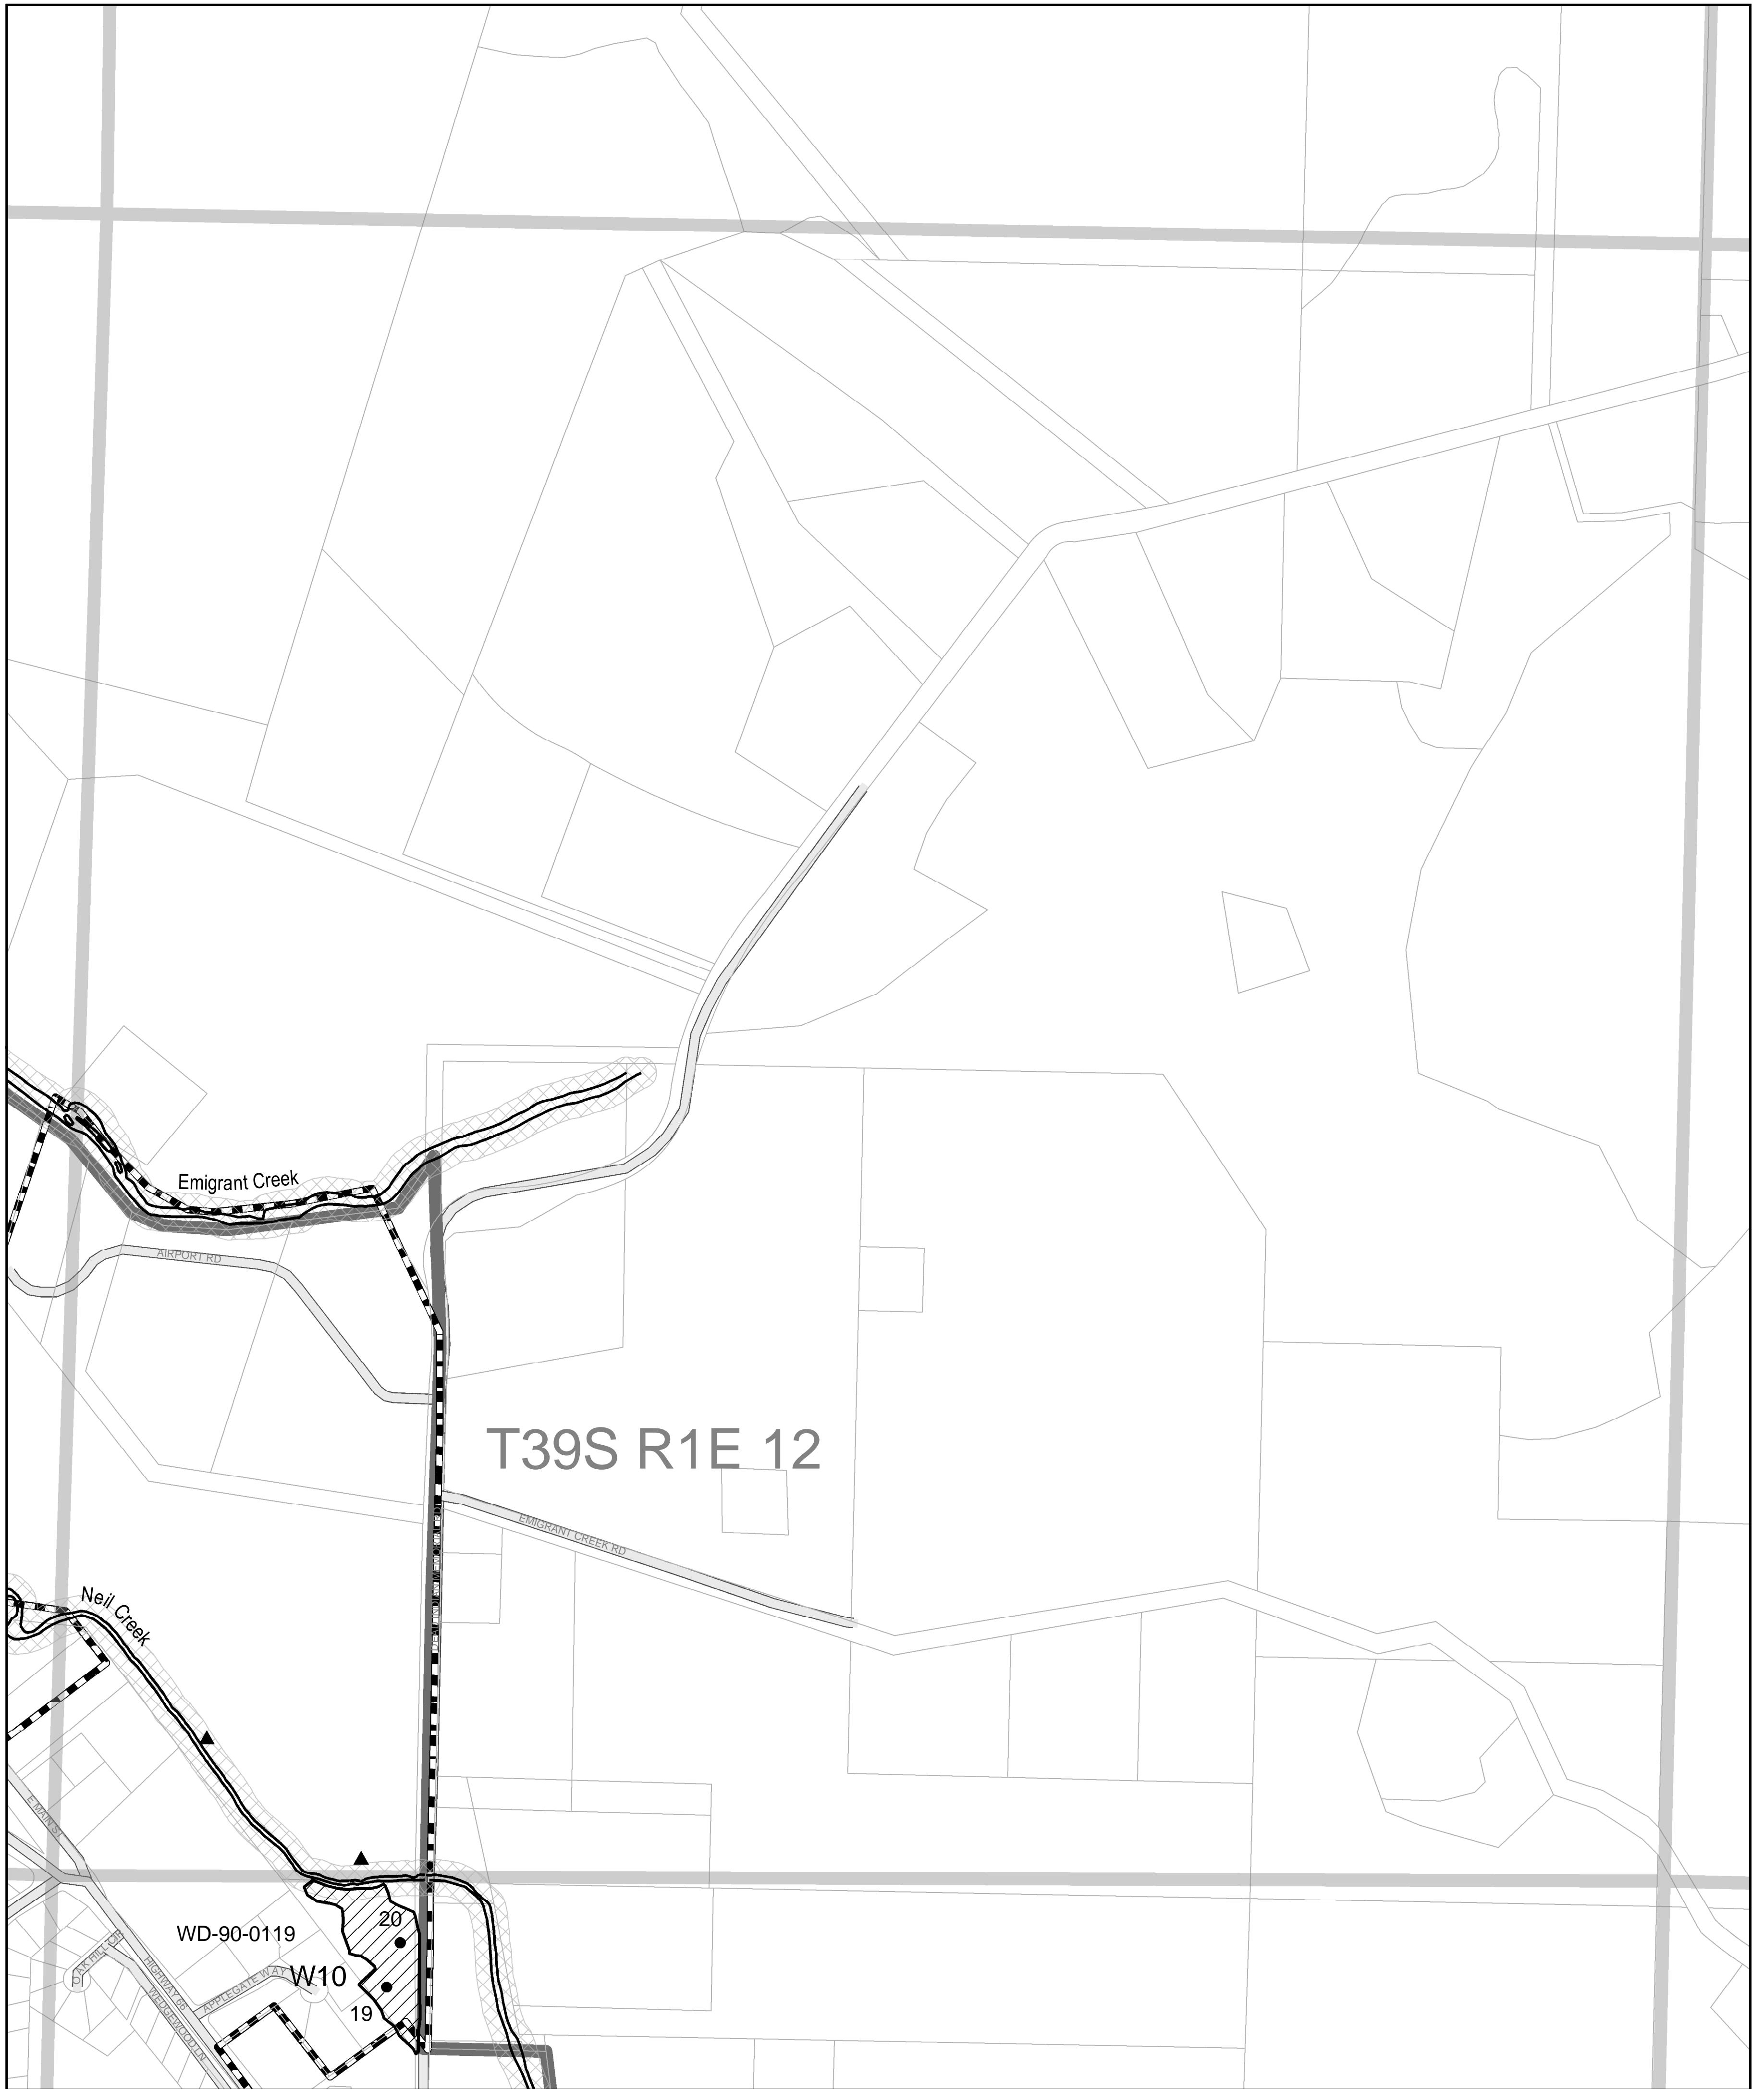 Emigrant Creek
AIRPORT RD
T39S R1E 12
EMIGRANT CREEK RD
Neil Creek
E MAIN ST
20
WD-90-0119
OAK HILL CIR
HIGHWAY 66
W10
APPLEGATE WAY
WEDGEWOOD LN
19